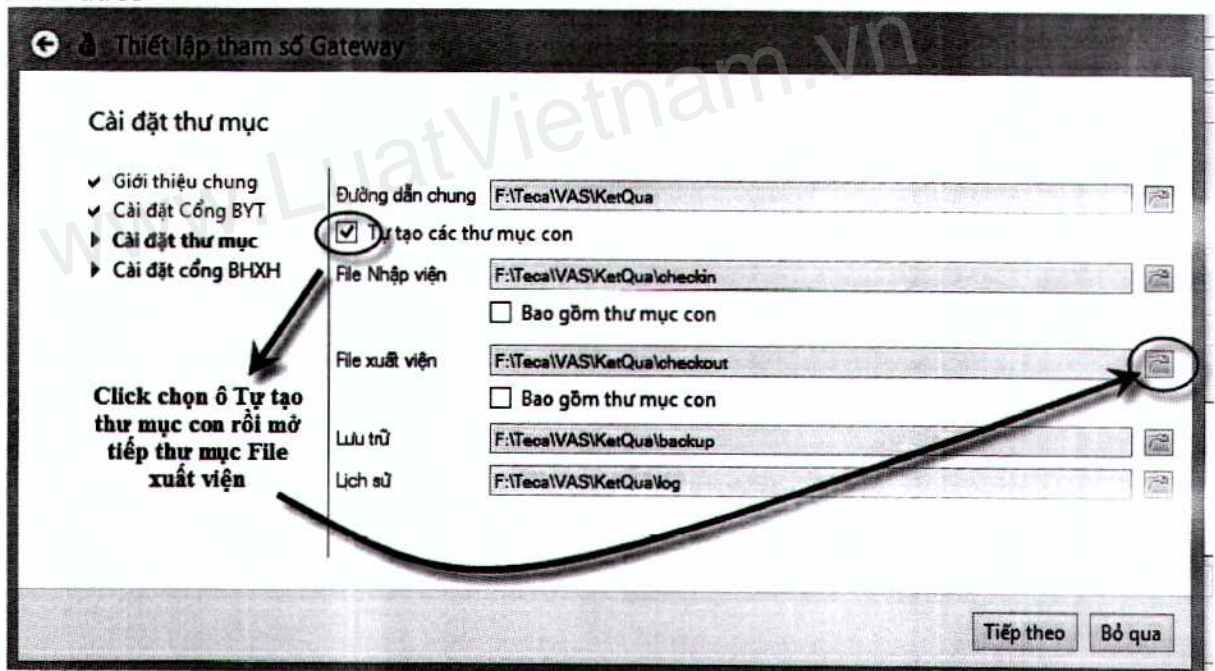 Thiết lập tham số Gateway
www.LuatVietnam.vn
Cài đặt thư mục
Giới thiệu chung
Cài đặt Cổng BYT
Cài đặt thư mục
Cài đặt cổng BHXH
Đường dẫn chung F:\Teca\VAS\KetQua
Tự tạo các thư mục con
File Nhập viện F:\Teca\VAS\KetQua\checkin
Bao gồm thư mục con
File xuất viện F:\Teca\VAS\KetQua\checkout
Bao gồm thư mục con
Lưu trữ F:\Teca\VAS\KetQua\backup
Lịch sử F:\Teca\VAS\KetQua\log
Click chọn ô Tự tạo
thư mục con rồi mở
tiếp thư mục File
xuất viện
Tiếp theo Bỏ qua